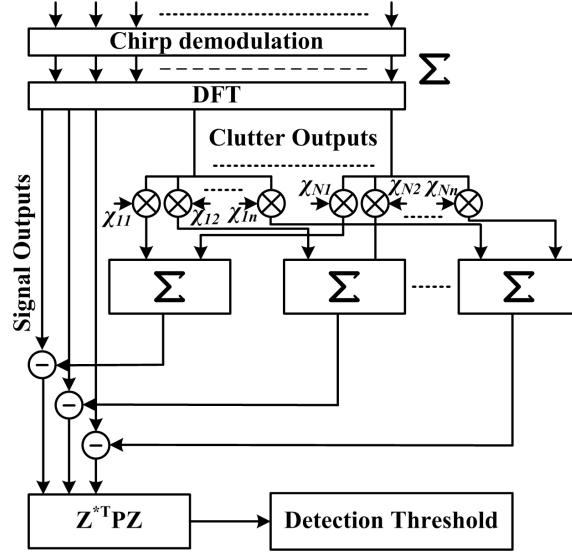 Chirp demodulation
Σ
DFT
Clutter Outputs
χ11
χ12
χ1n
χN1
χN2
χNn
Signal Outputs
Σ
Σ
Σ
−
−
−
Z*TPZ
Detection Threshold